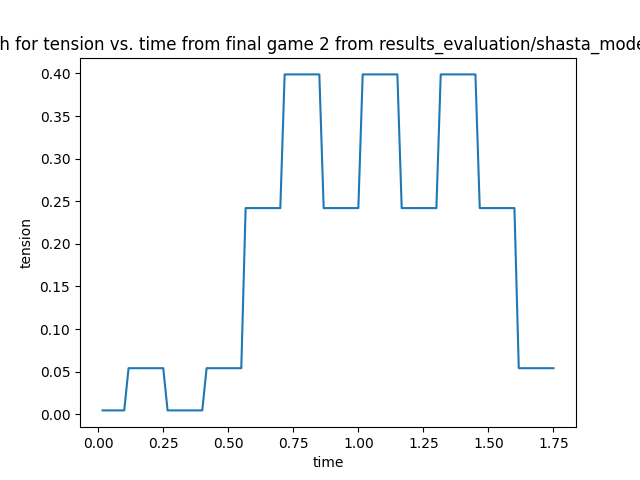 h for tension vs. time from final game 2 from results_evaluation/shasta_mode
0.40
0.35
0.30
0.25
0.20
0.15
0.10
0.05
0.00
tension
0.00 0.25 0.50 0.75 1.00 1.25 1.50 1.75
time